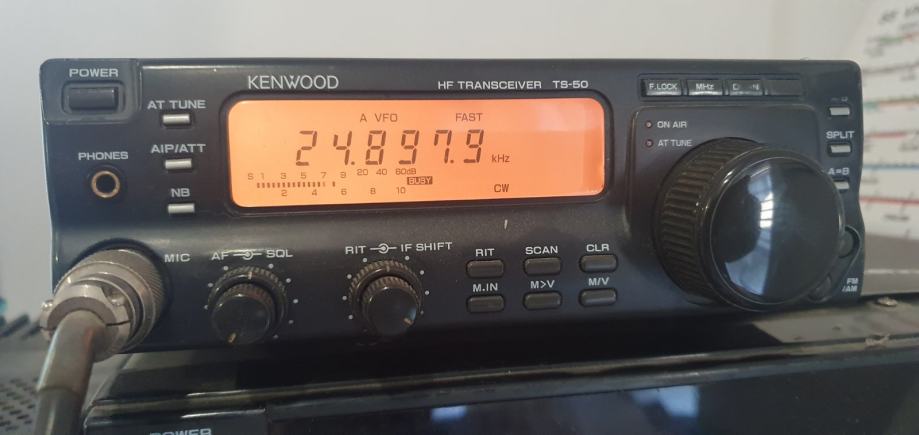 POWER
KENWOOD
HF TRANSCEIVER TS-50
F.LOCK
MHz
AT TUNE
A VFO FAST
ON AIR
SPLIT
PHONES
AIP/ATT
24.897.9 kHz
AT TUNE
A=B
S 1 3 5 7 9 20 40 60dB
BUSY
NB
2 4 6 8 10
CW
MIC
AF SQL
RIT IF SHIFT
RIT
SCAN
CLR
M.IN
M>V
M/V
FM
/AM
POWER